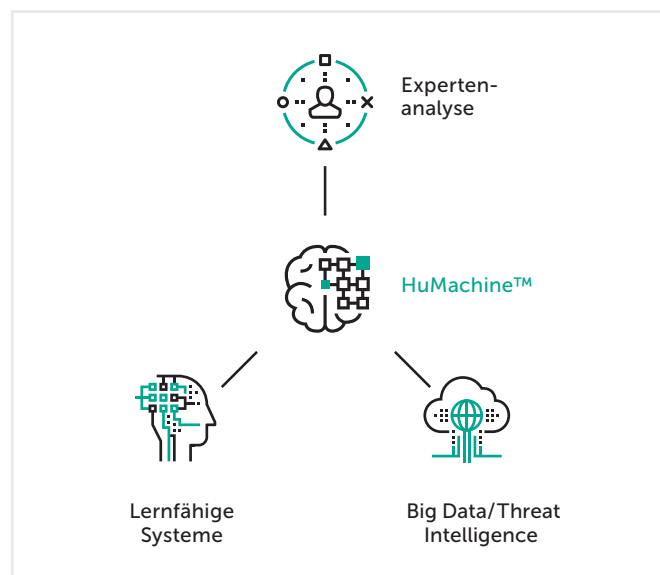 Experten-
analyse
HuMachine™
Lernfähige
Systeme
Big Data/Threat
Intelligence